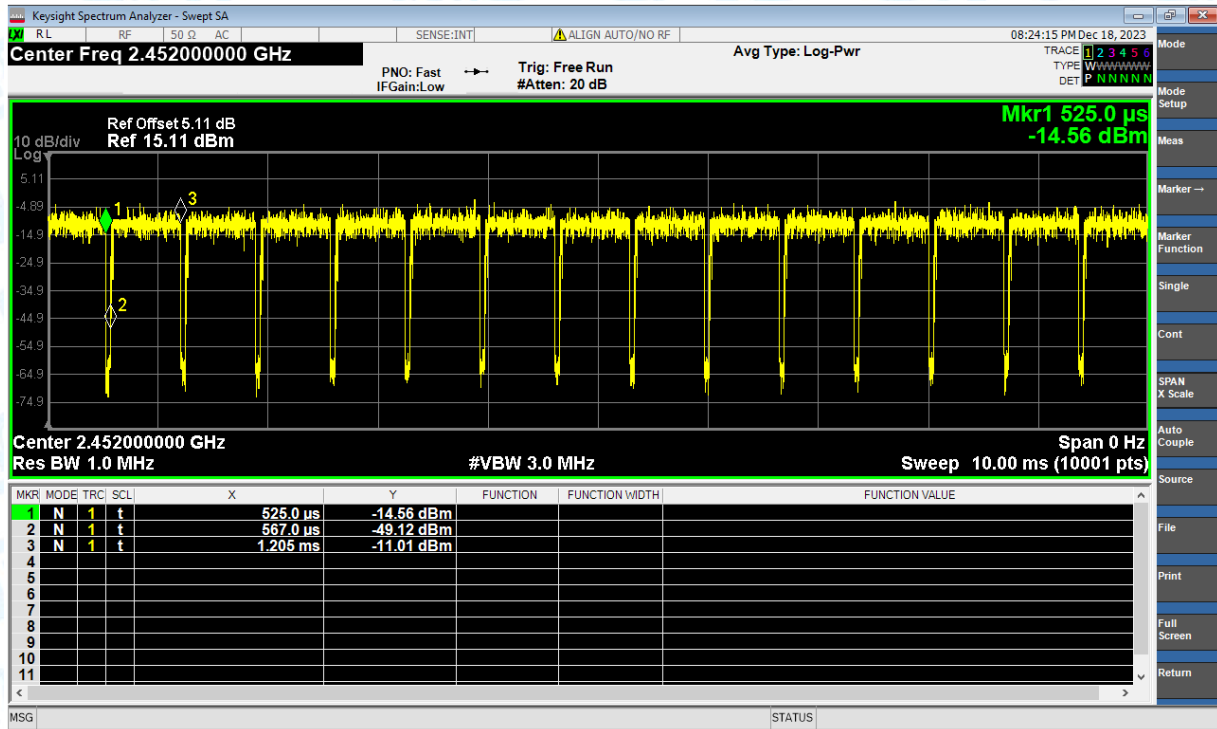 Keysight Spectrum Analyzer - Swept SA
LXI RL RF 50 Ω AC SENSE:INT ALIGN AUTO/NO RF 08:24:15 PM Dec 18, 2023
Center Freq 2.452000000 GHz
PNO: Fast
IFGain:Low
Trig: Free Run
#Atten: 20 dB
Avg Type: Log-Pwr
TRACE 1 2 3 4 5 6
TYPE WWWWWW
DET P N N N N N
Mkr1 525.0 µs
-14.56 dBm
Ref Offset 5.11 dB
10 dB/div Ref 15.11 dBm
Log
5.11
-4.89
-14.9
-24.9
-34.9
-44.9
-54.9
-64.9
-74.9
1
2
3
Center 2.452000000 GHz Span 0 Hz
Res BW 1.0 MHz #VBW 3.0 MHz Sweep 10.00 ms (10001 pts)
MKR MODE TRC SCL X Y FUNCTION FUNCTION WIDTH FUNCTION VALUE
1 N 1 t 525.0 µs -14.56 dBm
2 N 1 t 567.0 µs -49.12 dBm
3 N 1 t 1.205 ms -11.01 dBm
4
5
6
7
8
9
10
11
MSG STATUS
Mode
Mode
Setup
Meas
Marker →
Marker
Function
Single
Cont
SPAN
X Scale
Auto
Couple
Source
File
Print
Full
Screen
Return